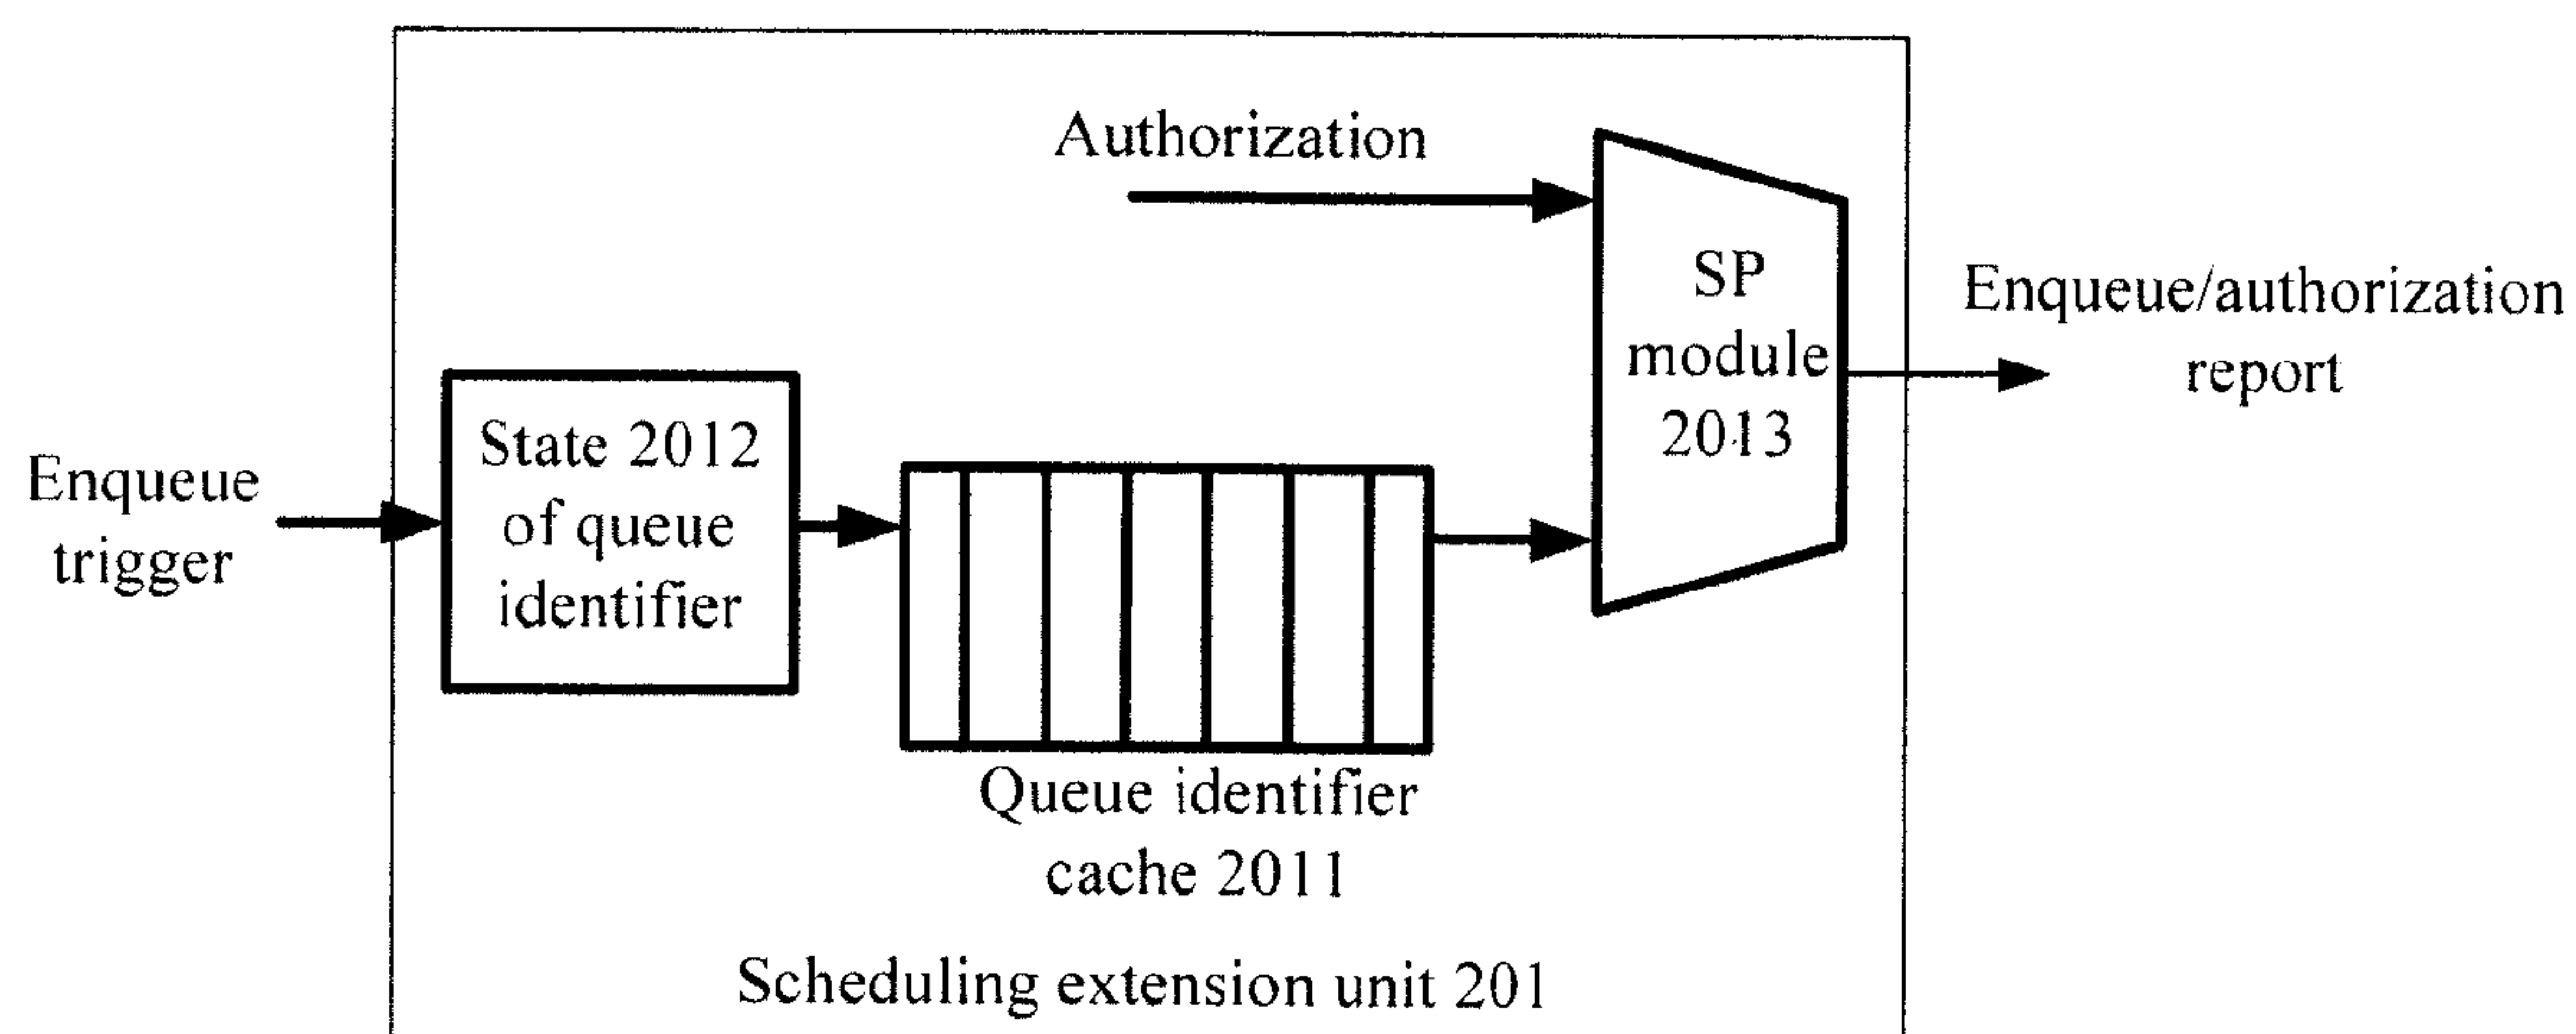 Authorization
SP
module
2013
Enqueue/authorization
report
State 2012
of queue
identifier
Enqueue
trigger
Queue identifier
cache 2011
Scheduling extension unit 201